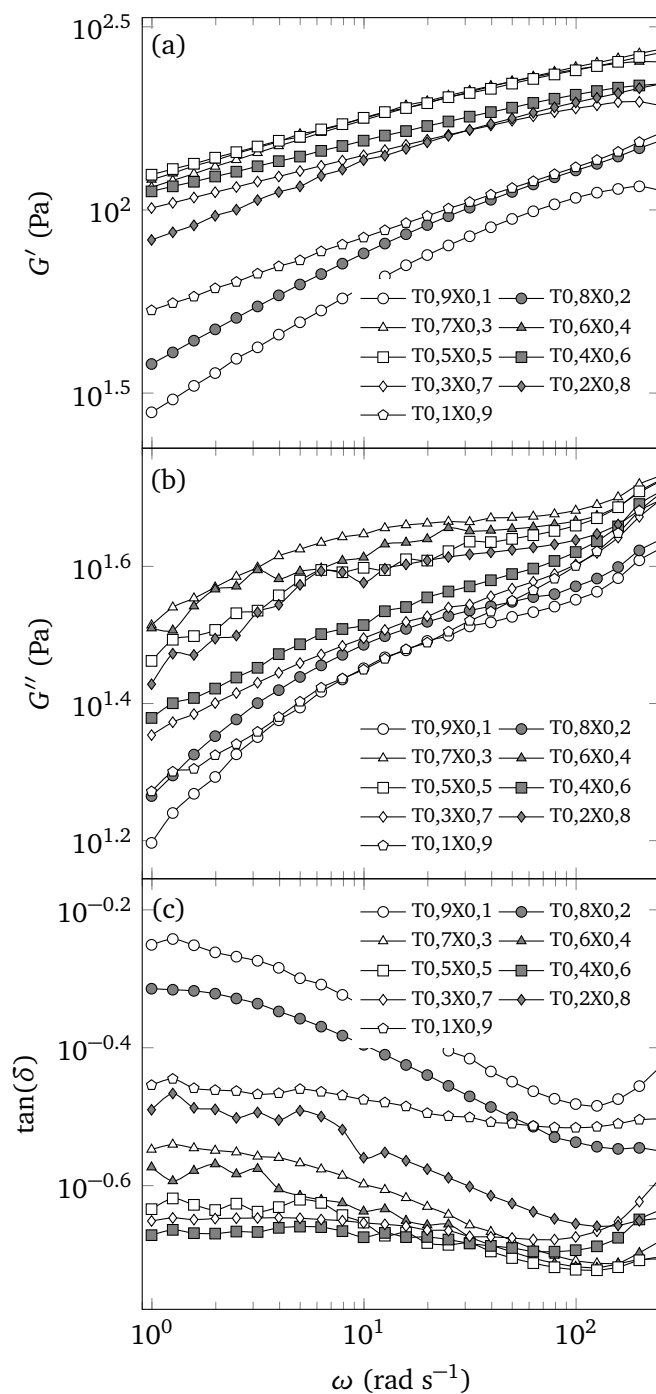 (a)
10^2.5
10^2
10^1.5
G′ (Pa)
T0,9X0,1 T0,8X0,2
T0,7X0,3 T0,6X0,4
T0,5X0,5 T0,4X0,6
T0,3X0,7 T0,2X0,8
T0,1X0,9
(b)
10^1.6
10^1.4
10^1.2
G″ (Pa)
T0,9X0,1 T0,8X0,2
T0,7X0,3 T0,6X0,4
T0,5X0,5 T0,4X0,6
T0,3X0,7 T0,2X0,8
T0,1X0,9
(c)
10^−0.2
10^−0.4
10^−0.6
tan(δ)
T0,9X0,1 T0,8X0,2
T0,7X0,3 T0,6X0,4
T0,5X0,5 T0,4X0,6
T0,3X0,7 T0,2X0,8
T0,1X0,9
10^0 10^1 10^2
ω (rad s^−1)